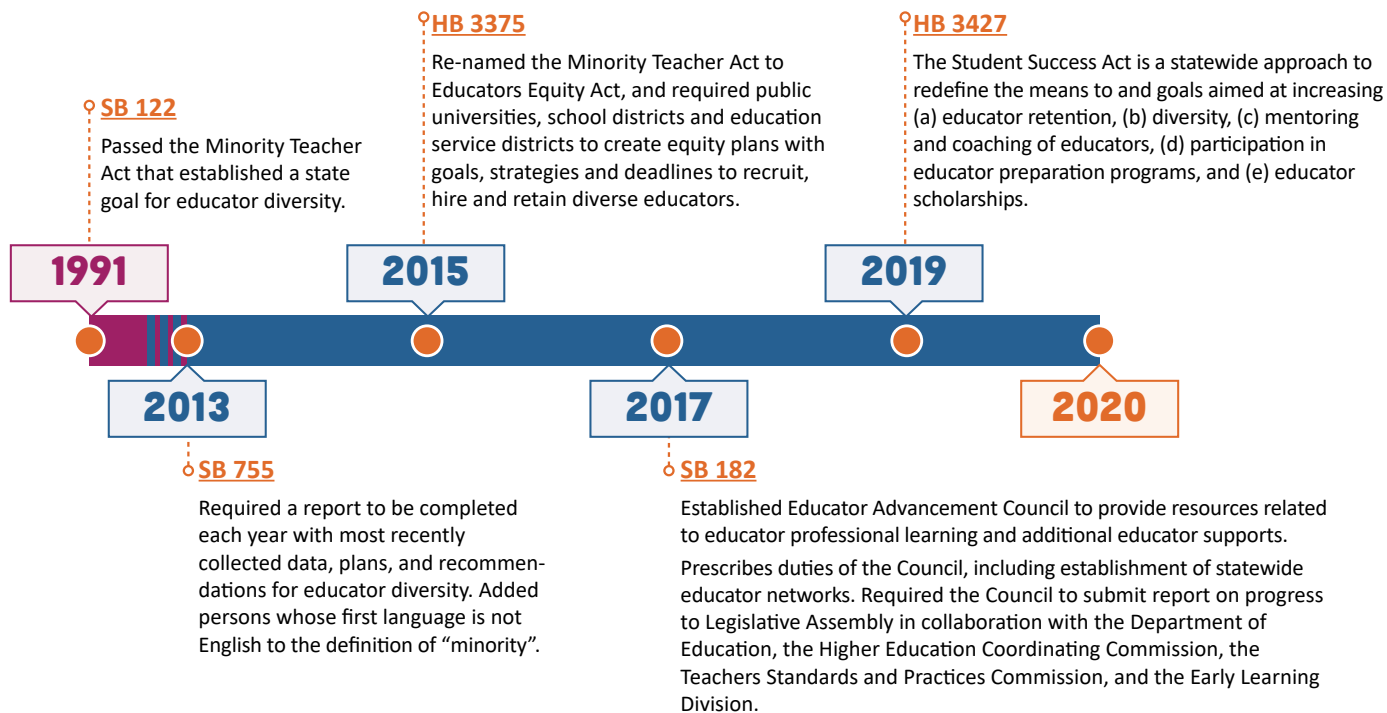 SB 122
Passed the Minority Teacher
Act that established a state
goal for educator diversity.
1991
HB 3375
Re-named the Minority Teacher Act to
Educators Equity Act, and required public
universities, school districts and education
service districts to create equity plans with
goals, strategies and deadlines to recruit,
hire and retain diverse educators.
2015
HB 3427
The Student Success Act is a statewide approach to
redefine the means to and goals aimed at increasing
(a) educator retention, (b) diversity, (c) mentoring
and coaching of educators, (d) participation in
educator preparation programs, and (e) educator
scholarships.
2019
2013
SB 755
Required a report to be completed
each year with most recently
collected data, plans, and recommen-
dations for educator diversity. Added
persons whose first language is not
English to the definition of “minority”.
2017
SB 182
Established Educator Advancement Council to provide resources related
to educator professional learning and additional educator supports.
Prescribes duties of the Council, including establishment of statewide
educator networks. Required the Council to submit report on progress
to Legislative Assembly in collaboration with the Department of
Education, the Higher Education Coordinating Commission, the
Teachers Standards and Practices Commission, and the Early Learning
Division.
2020